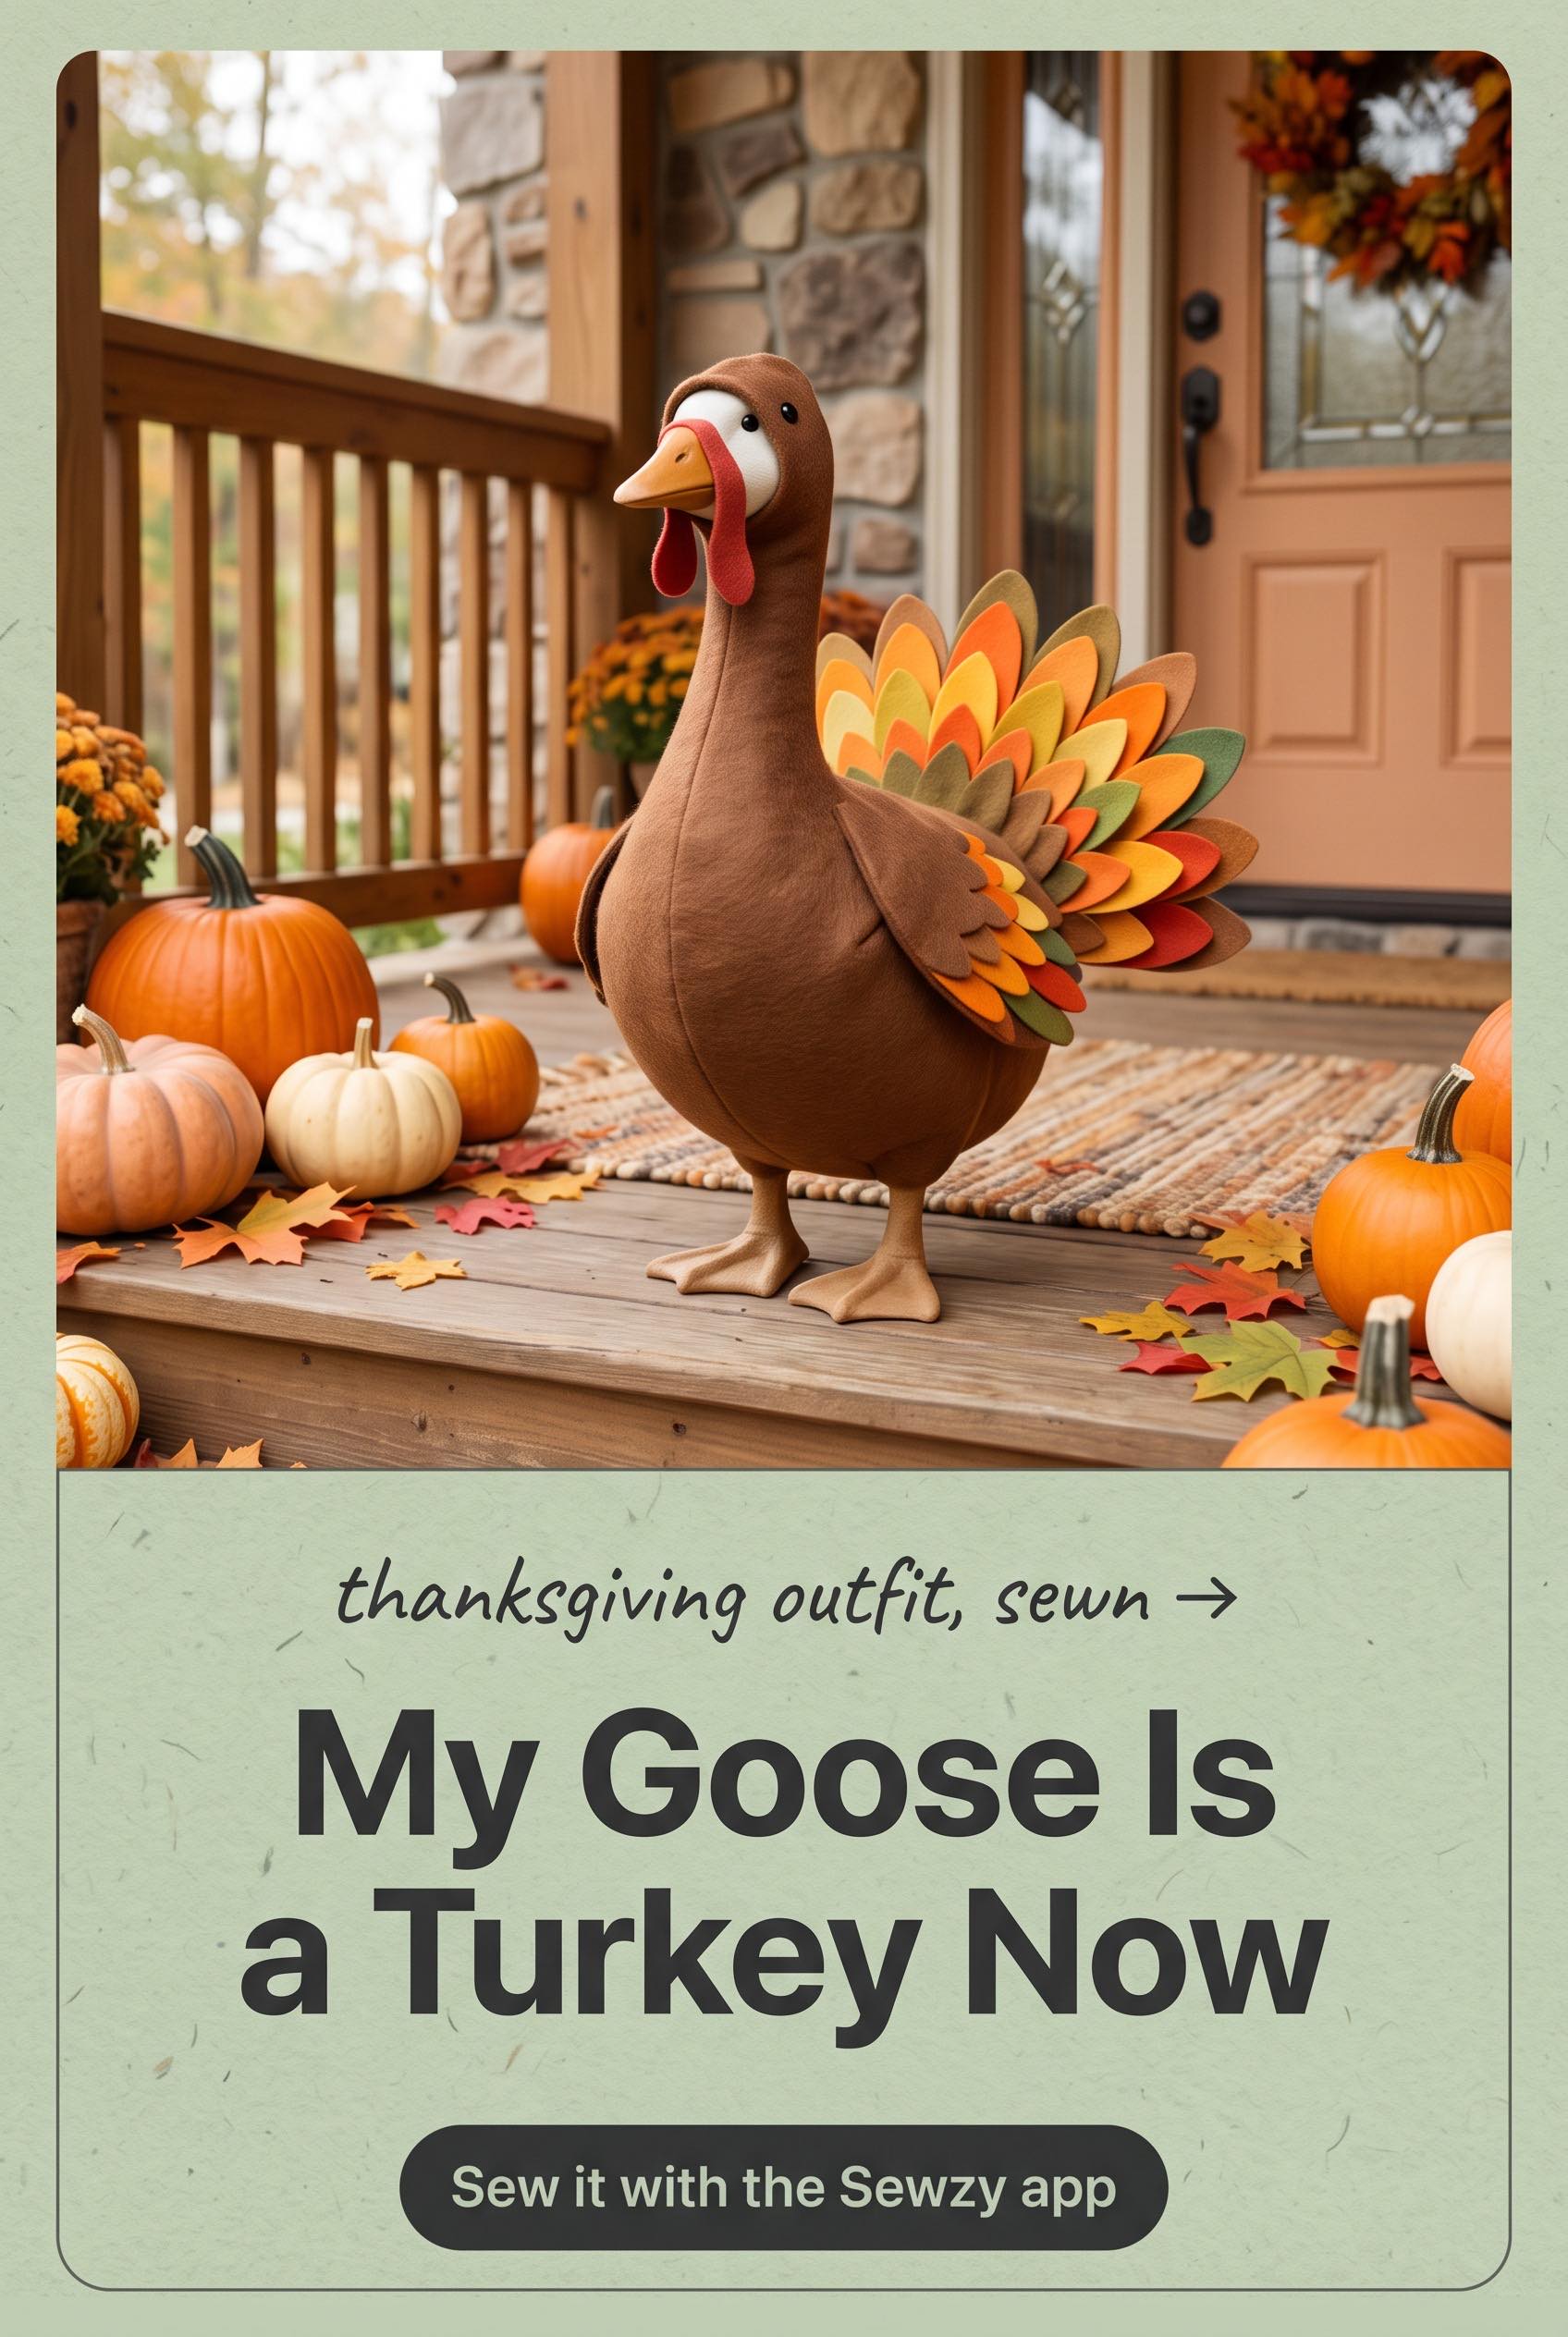 thanksgiving outfit, sewn →
My Goose Is
a Turkey Now
Sew it with the Sewzy app